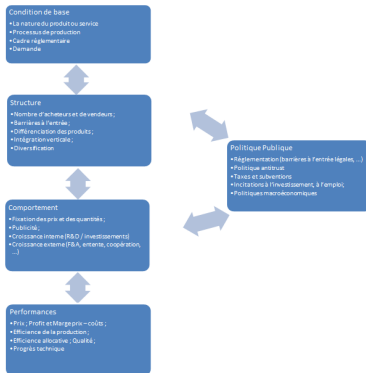 Condition de base
• La nature du produit ou service
• Processus de production
• Cadre réglementaire
• Demande
Structure
• Nombre d'acheteurs et de vendeurs ;
• Barrières à l'entrée ;
• Différenciation des produits ;
• Intégration verticale ;
• Diversification
Politique Publique
• Réglementation (barrières à l'entrée légales, ...)
• Politique antitrust
• Taxes et subventions
• Incitations à l'investissement, à l'emploi;
• Politiques macroéconomiques
Comportement
• Fixation des prix et des quantités ;
• Publicité ;
• Croissance interne (R&D / investissements)
• Croissance externe (F&A, entente, coopération,
...)
Performances
• Prix ; Profit et Marge prix – coûts ;
• Efficience de la production ;
• Efficience allocative ; Qualité ;
• Progrès technique